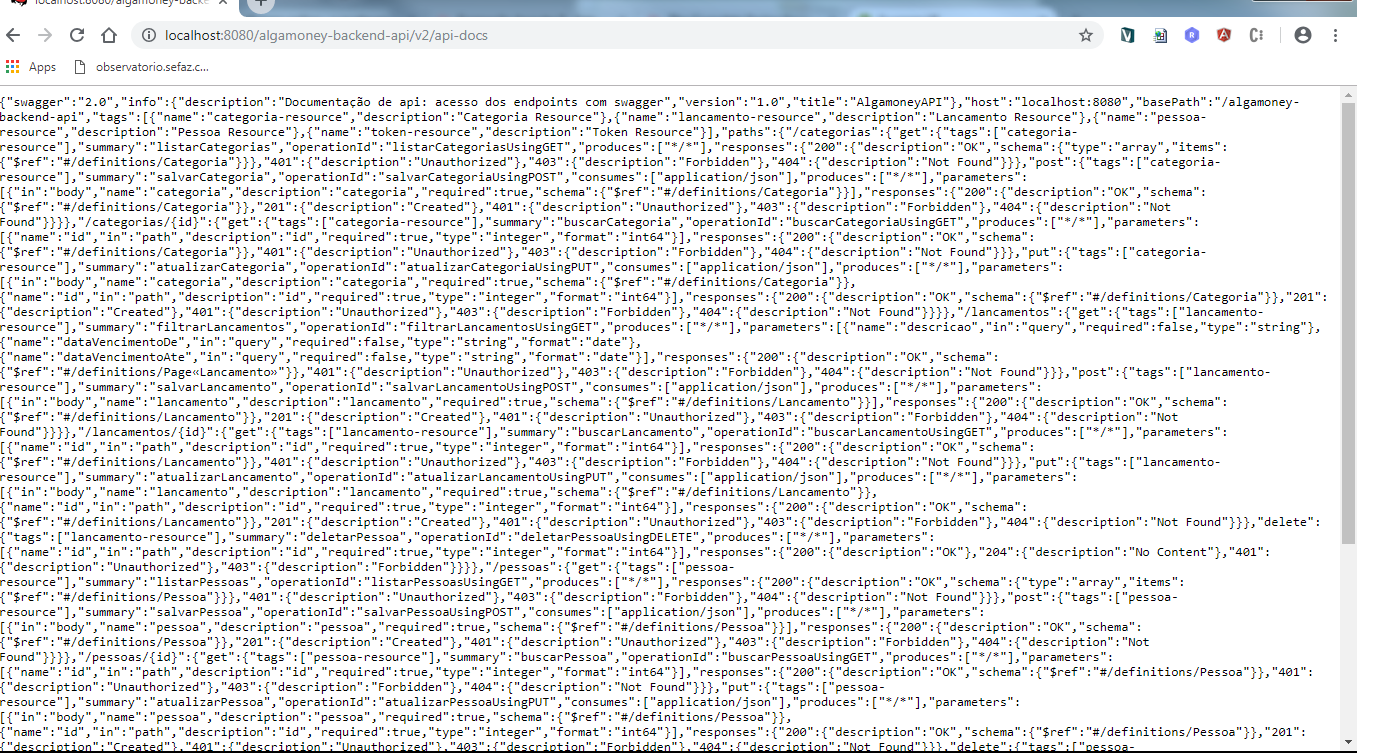 localhost:8080/algamoney-backe
localhost:8080/algamoney-backend-api/v2/api-docs
Apps observatorio.sefaz.c...
{"swagger":"2.0","info":{"description":"Documentação de api: acesso dos endpoints com swagger","version":"1.0","title":"AlgamoneyAPI"},"host":"localhost:8080","basePath":"/algamoney-
backend-api","tags":[{"name":"categoria-resource","description":"Categoria Resource"},{"name":"lancamento-resource","description":"Lancamento Resource"},{"name":"pessoa-
resource","description":"Pessoa Resource"},{"name":"token-resource","description":"Token Resource"}],"paths":{"/categorias":{"get":{"tags":["categoria-
resource"],"summary":"listarCategorias","operationId":"listarCategoriasUsingGET","produces":["*/*"],"responses":{"200":{"description":"OK","schema":{"type":"array","items":
{"$ref":"#/definitions/Categoria"}}},"401":{"description":"Unauthorized"},"403":{"description":"Forbidden"},"404":{"description":"Not Found"}}},"post":{"tags":["categoria-
resource"],"summary":"salvarCategoria","operationId":"salvarCategoriaUsingPOST","consumes":["application/json"],"produces":["*/*"],"parameters":
[{"in":"body","name":"categoria","description":"categoria","required":true,"schema":{"$ref":"#/definitions/Categoria"}}],"responses":{"200":{"description":"OK","schema":
{"$ref":"#/definitions/Categoria"}},"201":{"description":"Created"},"401":{"description":"Unauthorized"},"403":{"description":"Forbidden"},"404":{"description":"Not
Found"}}}},"/categorias/{id}":{"get":{"tags":["categoria-resource"],"summary":"buscarCategoria","operationId":"buscarCategoriaUsingGET","produces":["*/*"],"parameters":
[{"name":"id","in":"path","description":"id","required":true,"type":"integer","format":"int64"}],"responses":{"200":{"description":"OK","schema":
{"$ref":"#/definitions/Categoria"}},"401":{"description":"Unauthorized"},"403":{"description":"Forbidden"},"404":{"description":"Not Found"}}},"put":{"tags":["categoria-
resource"],"summary":"atualizarCategoria","operationId":"atualizarCategoriaUsingPUT","consumes":["application/json"],"produces":["*/*"],"parameters":
[{"in":"body","name":"categoria","description":"categoria","required":true,"schema":{"$ref":"#/definitions/Categoria"}},
{"name":"id","in":"path","description":"id","required":true,"type":"integer","format":"int64"}],"responses":{"200":{"description":"OK","schema":{"$ref":"#/definitions/Categoria"}},"201":
{"description":"Created"},"401":{"description":"Unauthorized"},"403":{"description":"Forbidden"},"404":{"description":"Not Found"}}}},"/lancamentos":{"get":{"tags":["lancamento-
resource"],"summary":"filtrarLancamentos","operationId":"filtrarLancamentosUsingGET","produces":["*/*"],"parameters":[{"name":"descricao","in":"query","required":false,"type":"string"},
{"name":"dataVencimentoDe","in":"query","required":false,"type":"string","format":"date"},
{"name":"dataVencimentoAte","in":"query","required":false,"type":"string","format":"date"}],"responses":{"200":{"description":"OK","schema":
{"$ref":"#/definitions/Page«Lancamento»"}},"401":{"description":"Unauthorized"},"403":{"description":"Forbidden"},"404":{"description":"Not Found"}}},"post":{"tags":["lancamento-
resource"],"summary":"salvarLancamento","operationId":"salvarLancamentoUsingPOST","consumes":["application/json"],"produces":["*/*"],"parameters":
[{"in":"body","name":"lancamento","description":"lancamento","required":true,"schema":{"$ref":"#/definitions/Lancamento"}}],"responses":{"200":{"description":"OK","schema":
{"$ref":"#/definitions/Lancamento"}},"201":{"description":"Created"},"401":{"description":"Unauthorized"},"403":{"description":"Forbidden"},"404":{"description":"Not
Found"}}}},"/lancamentos/{id}":{"get":{"tags":["lancamento-resource"],"summary":"buscarLancamento","operationId":"buscarLancamentoUsingGET","produces":["*/*"],"parameters":
[{"name":"id","in":"path","description":"id","required":true,"type":"integer","format":"int64"}],"responses":{"200":{"description":"OK","schema":
{"$ref":"#/definitions/Lancamento"}},"401":{"description":"Unauthorized"},"403":{"description":"Forbidden"},"404":{"description":"Not Found"}}},"put":{"tags":["lancamento-
resource"],"summary":"atualizarLancamento","operationId":"atualizarLancamentoUsingPUT","consumes":["application/json"],"produces":["*/*"],"parameters":
[{"in":"body","name":"lancamento","description":"lancamento","required":true,"schema":{"$ref":"#/definitions/Lancamento"}},
{"name":"id","in":"path","description":"id","required":true,"type":"integer","format":"int64"}],"responses":{"200":{"description":"OK","schema":
{"$ref":"#/definitions/Lancamento"}},"201":{"description":"Created"},"401":{"description":"Unauthorized"},"403":{"description":"Forbidden"},"404":{"description":"Not Found"}}},"delete":
{"tags":["lancamento-resource"],"summary":"deletarPessoa","operationId":"deletarPessoaUsingDELETE","produces":["*/*"],"parameters":
[{"name":"id","in":"path","description":"id","required":true,"type":"integer","format":"int64"}],"responses":{"200":{"description":"OK"},"204":{"description":"No Content"},"401":
{"description":"Unauthorized"},"403":{"description":"Forbidden"}}}},"/pessoas":{"get":{"tags":["pessoa-
resource"],"summary":"listarPessoas","operationId":"listarPessoasUsingGET","produces":["*/*"],"responses":{"200":{"description":"OK","schema":{"type":"array","items":
{"$ref":"#/definitions/Pessoa"}}},"401":{"description":"Unauthorized"},"403":{"description":"Forbidden"},"404":{"description":"Not Found"}}},"post":{"tags":["pessoa-
resource"],"summary":"salvarPessoa","operationId":"salvarPessoaUsingPOST","consumes":["application/json"],"produces":["*/*"],"parameters":
[{"in":"body","name":"pessoa","description":"pessoa","required":true,"schema":{"$ref":"#/definitions/Pessoa"}}],"responses":{"200":{"description":"OK","schema":
{"$ref":"#/definitions/Pessoa"}},"201":{"description":"Created"},"401":{"description":"Unauthorized"},"403":{"description":"Forbidden"},"404":{"description":"Not
Found"}}}},"/pessoas/{id}":{"get":{"tags":["pessoa-resource"],"summary":"buscarPessoa","operationId":"buscarPessoaUsingGET","produces":["*/*"],"parameters":
[{"name":"id","in":"path","description":"id","required":true,"type":"integer","format":"int64"}],"responses":{"200":{"description":"OK","schema":{"$ref":"#/definitions/Pessoa"}},"401":
{"description":"Unauthorized"},"403":{"description":"Forbidden"},"404":{"description":"Not Found"}}},"put":{"tags":["pessoa-
resource"],"summary":"atualizarPessoa","operationId":"atualizarPessoaUsingPUT","consumes":["application/json"],"produces":["*/*"],"parameters":
[{"in":"body","name":"pessoa","description":"pessoa","required":true,"schema":{"$ref":"#/definitions/Pessoa"}},
{"name":"id","in":"path","description":"id","required":true,"type":"integer","format":"int64"}],"responses":{"200":{"description":"OK","schema":{"$ref":"#/definitions/Pessoa"}},"201":
{"description":"Created"},"401":{"description":"Unauthorized"},"403":{"description":"Forbidden"},"404":{"description":"Not Found"}}},"delete":{"tags":["pessoa-